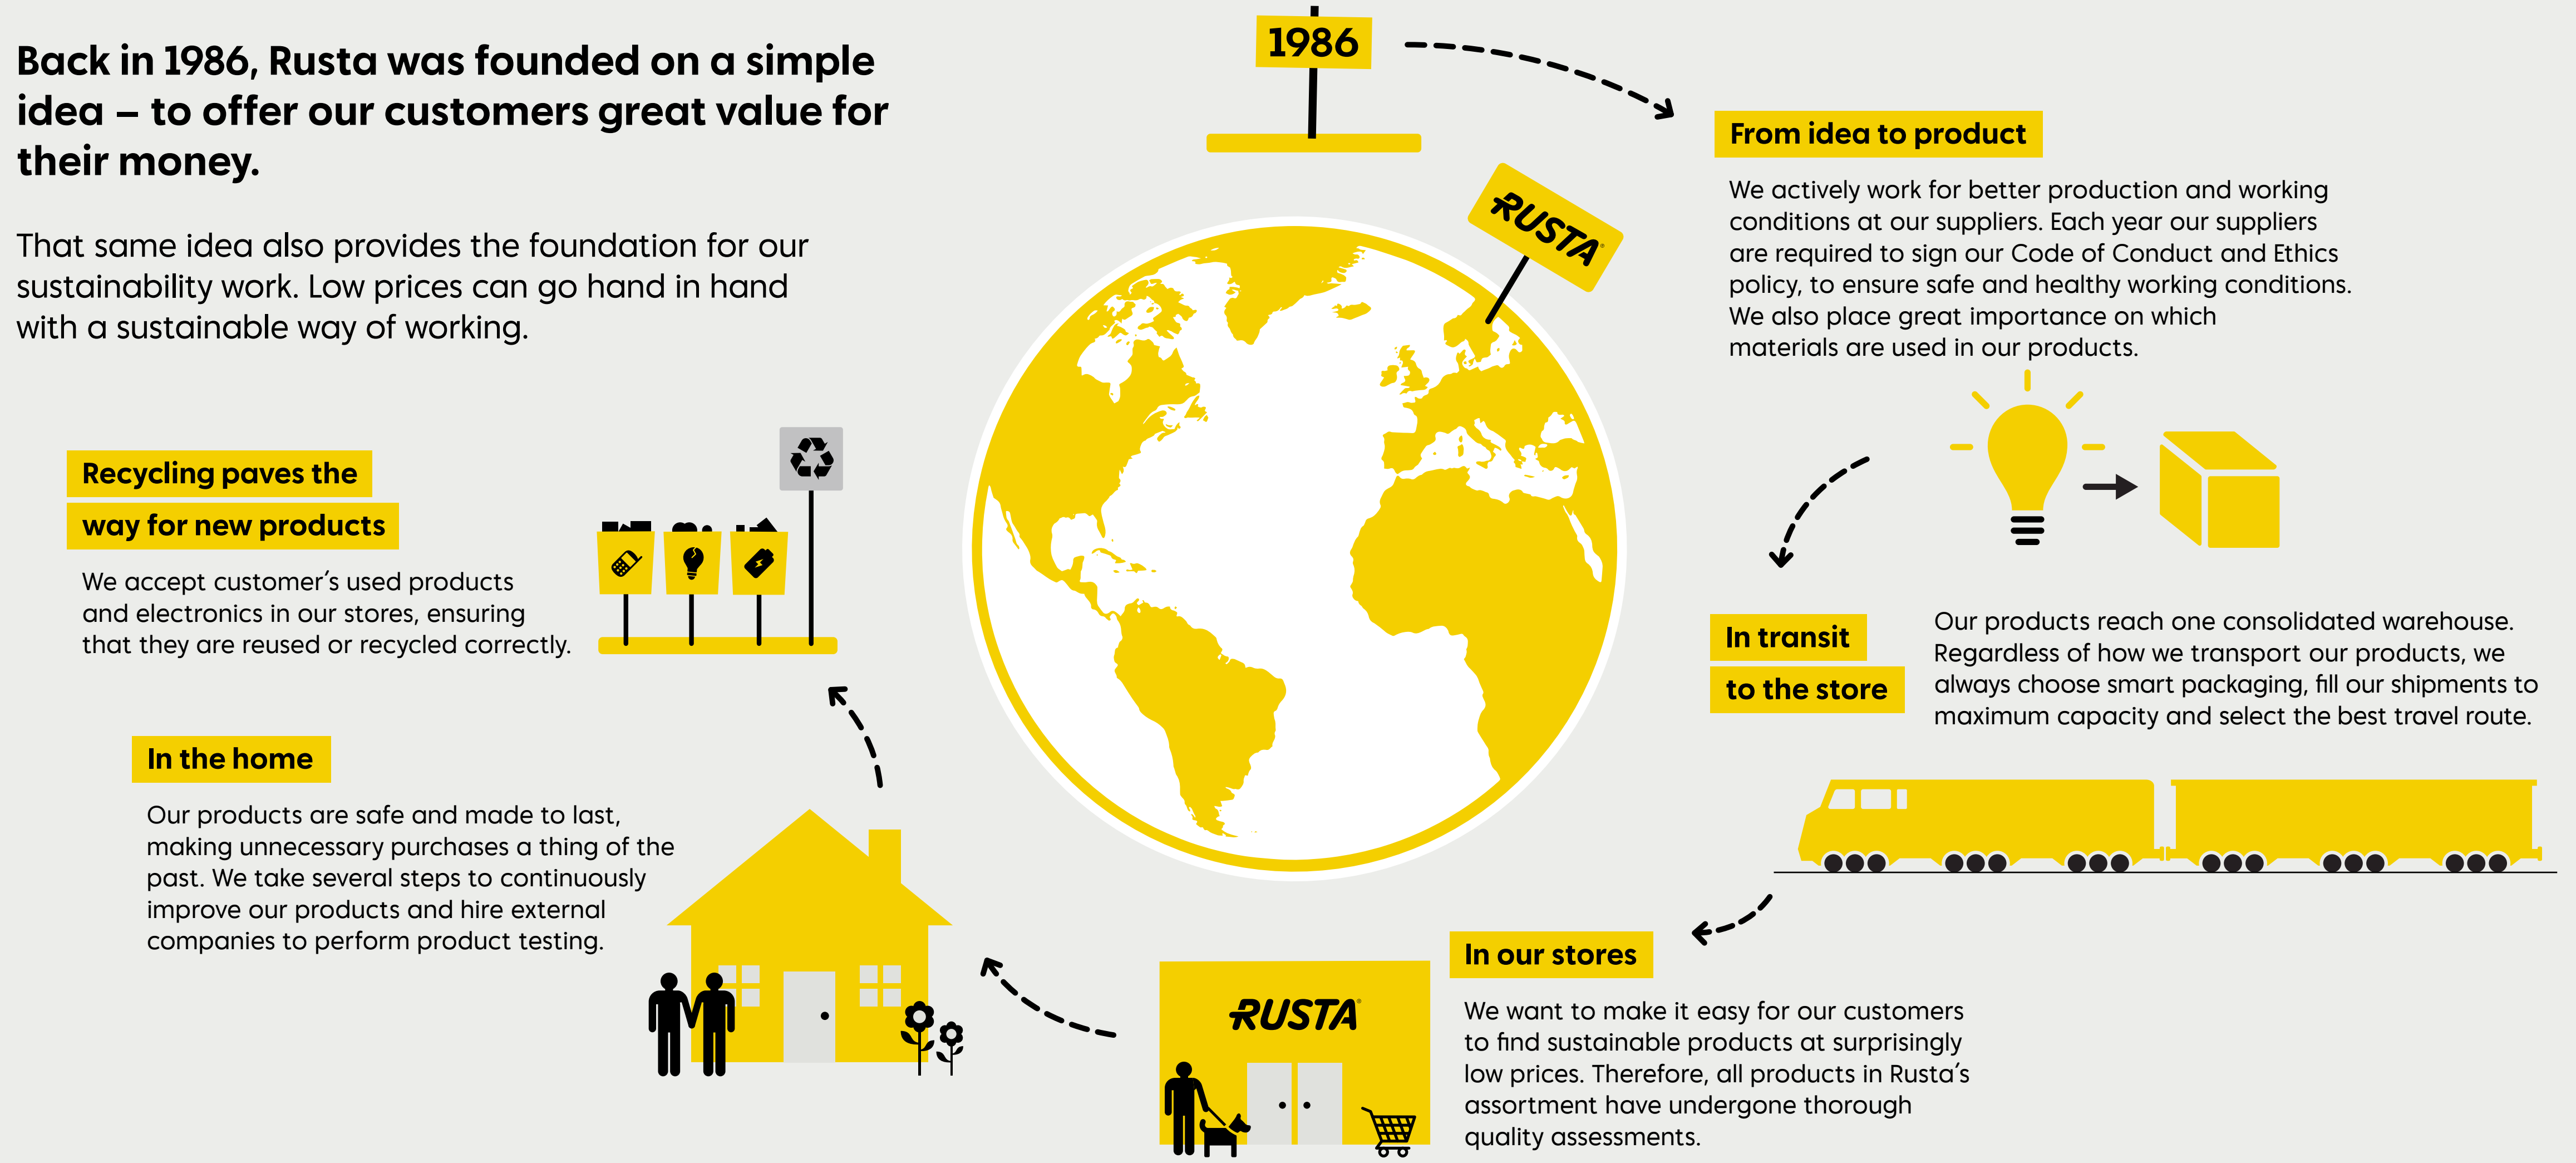 Back in 1986, Rusta was founded on a simple
idea – to offer our customers great value for
their money.
That same idea also provides the foundation for our
sustainability work. Low prices can go hand in hand
with a sustainable way of working.
1986
RUSTA®
From idea to product
We actively work for better production and working
conditions at our suppliers. Each year our suppliers
are required to sign our Code of Conduct and Ethics
policy, to ensure safe and healthy working conditions.
We also place great importance on which
materials are used in our products.
In transit
to the store
Our products reach one consolidated warehouse.
Regardless of how we transport our products, we
always choose smart packaging, fill our shipments to
maximum capacity and select the best travel route.
In our stores
We want to make it easy for our customers
to find sustainable products at surprisingly
low prices. Therefore, all products in Rusta´s
assortment have undergone thorough
quality assessments.
RUSTA®
In the home
Our products are safe and made to last,
making unnecessary purchases a thing of the
past. We take several steps to continuously
improve our products and hire external
companies to perform product testing.
Recycling paves the
way for new products
We accept customer´s used products
and electronics in our stores, ensuring
that they are reused or recycled correctly.